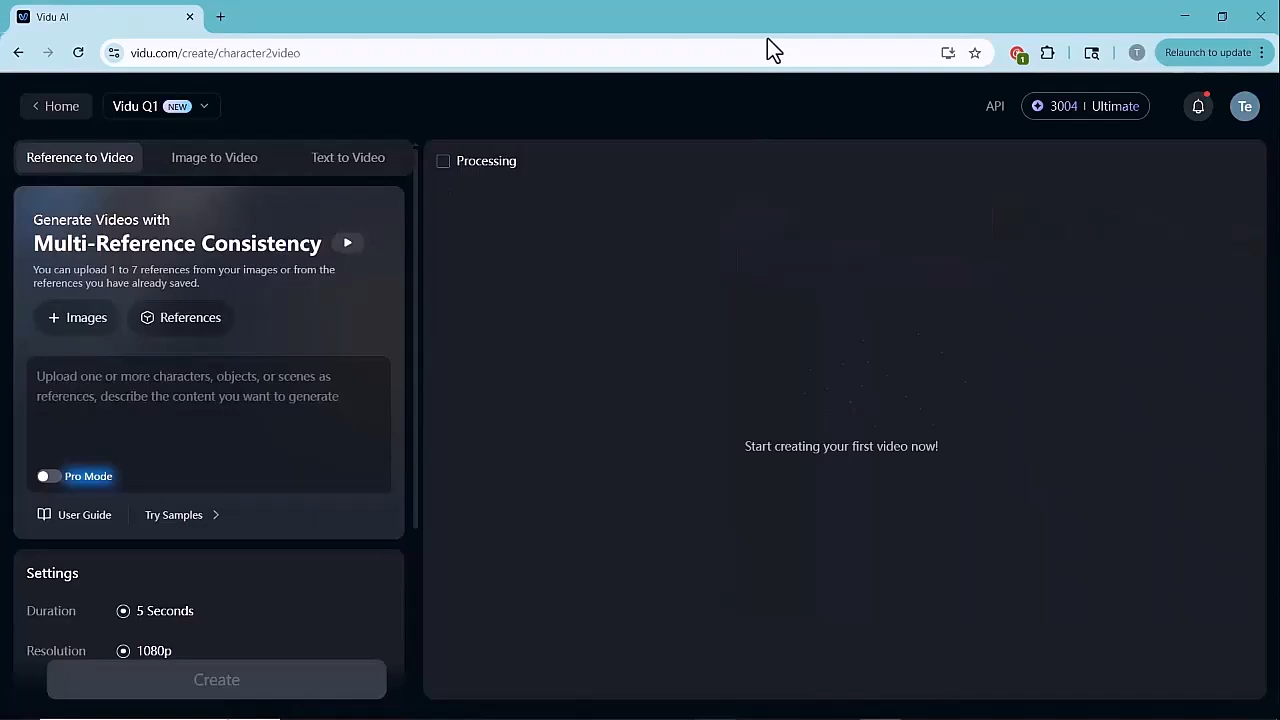 Vidu AI
vidu.com/create/character2video
1
T
Relaunch to update
Home
Vidu Q1 NEW
API
3004 | Ultimate
Te
Reference to Video
Image to Video
Text to Video
Processing
Generate Videos with
Multi-Reference Consistency
You can upload 1 to 7 references from your images or from the
references you have already saved.
+ Images
References
Upload one or more characters, objects, or scenes as
references, describe the content you want to generate
Pro Mode
User Guide
Try Samples
Start creating your first video now!
Settings
Duration
5 Seconds
Resolution
1080p
Create